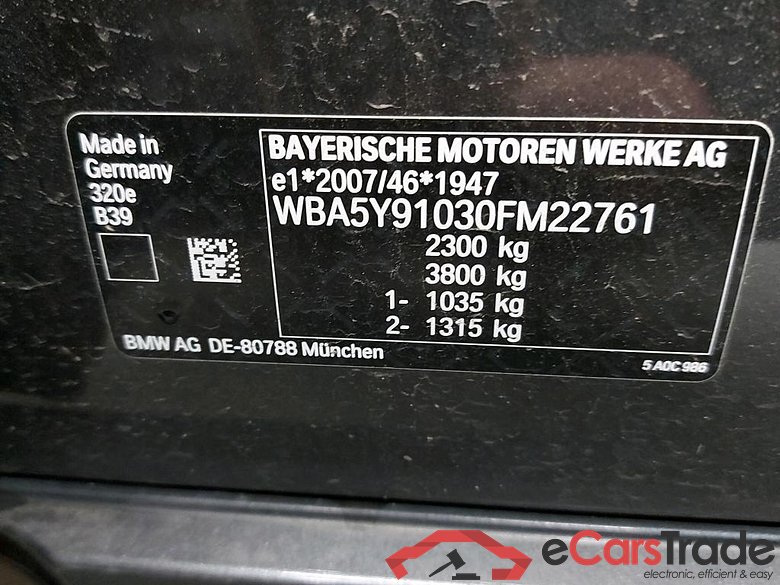 Made in
Germany
320e
B39
BAYERISCHE MOTOREN WERKE AG
e1*2007/46*1947
WBA5Y91030FM22761
2300 kg
3800 kg
1- 1035 kg
2- 1315 kg
BMW AG DE-80788 München
5 A0C 986
eCarsTrade
electronic, efficient & easy